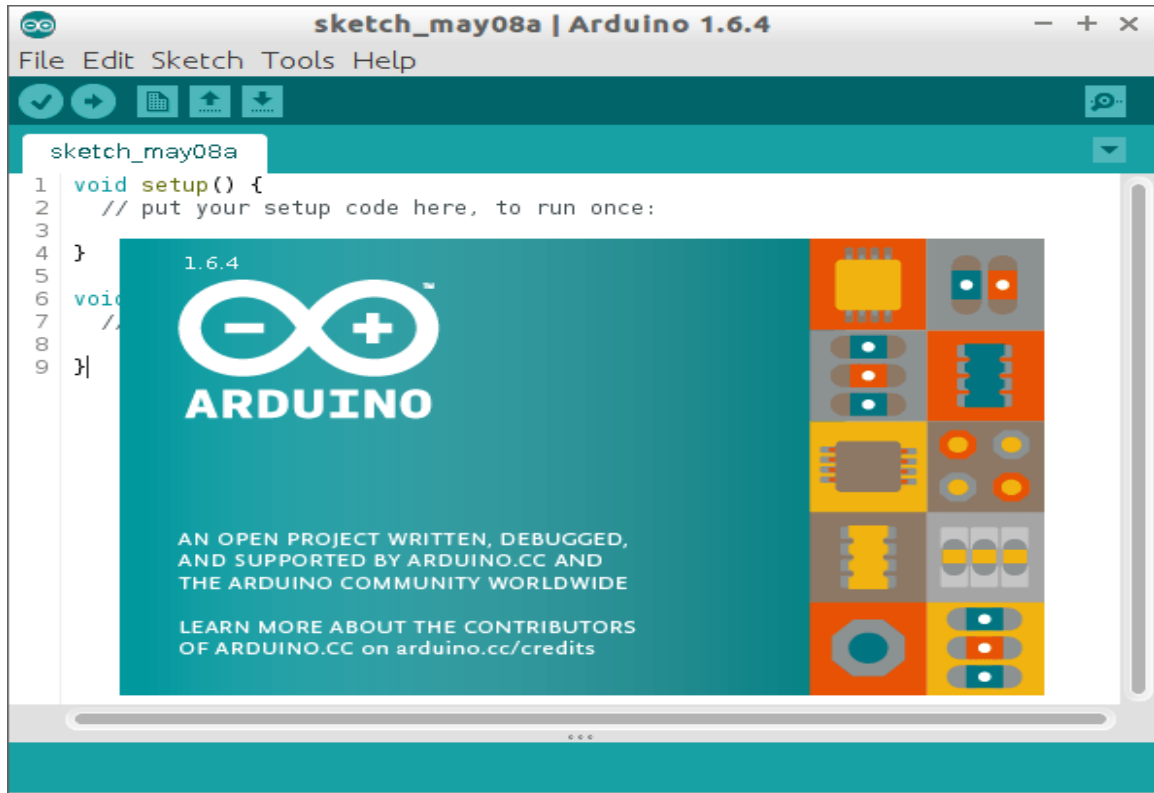 sketch_may08a | Arduino 1.6.4
File Edit Sketch Tools Help
sketch_may08a
1 void setup() {
2   // put your setup code here, to run once:
3
4 }
5
6 void
7   //
8
9 }
1.6.4
™
ARDUINO
AN OPEN PROJECT WRITTEN, DEBUGGED,
AND SUPPORTED BY ARDUINO.CC AND
THE ARDUINO COMMUNITY WORLDWIDE
LEARN MORE ABOUT THE CONTRIBUTORS
OF ARDUINO.CC on arduino.cc/credits